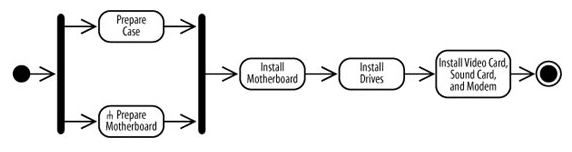 Prepare
Case
Prepare
Motherboard
Install
Motherboard
Install
Drives
Install Video Card,
Sound Card,
and Modem